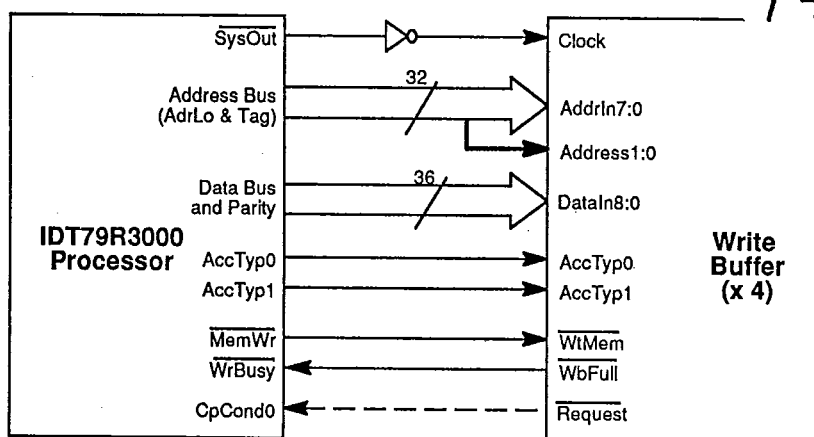 SysOut
Clock
32
Address Bus
(AdrLo & Tag)
AddrIn7:0
Address1:0
36
Data Bus
and Parity
DataIn8:0
IDT79R3000
Processor
Write
Buffer
(x 4)
AccTyp0
AccTyp0
AccTyp1
AccTyp1
MemWr
WtMem
WrBusy
WbFull
CpCond0
Request